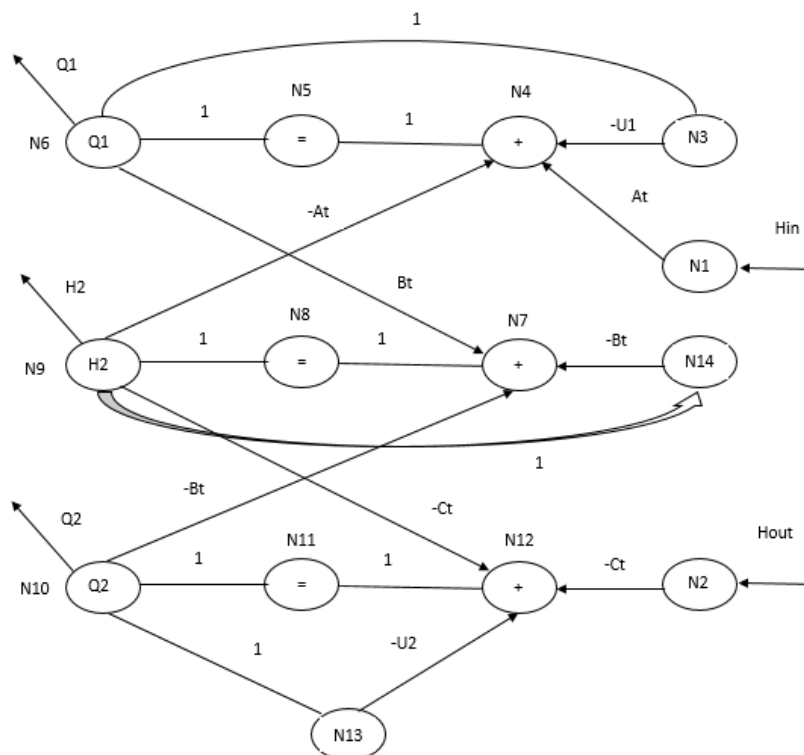 1
Q1
N5
N4
1
1
-U1
N6
Q1
=
+
N3
-At
At
Hin
N1
H2
Bt
N8
N7
1
1
-Bt
N9
H2
=
+
N14
1
-Bt
-Ct
Q2
Hout
N11
N12
1
1
-Ct
N10
Q2
=
+
N2
1
-U2
N13